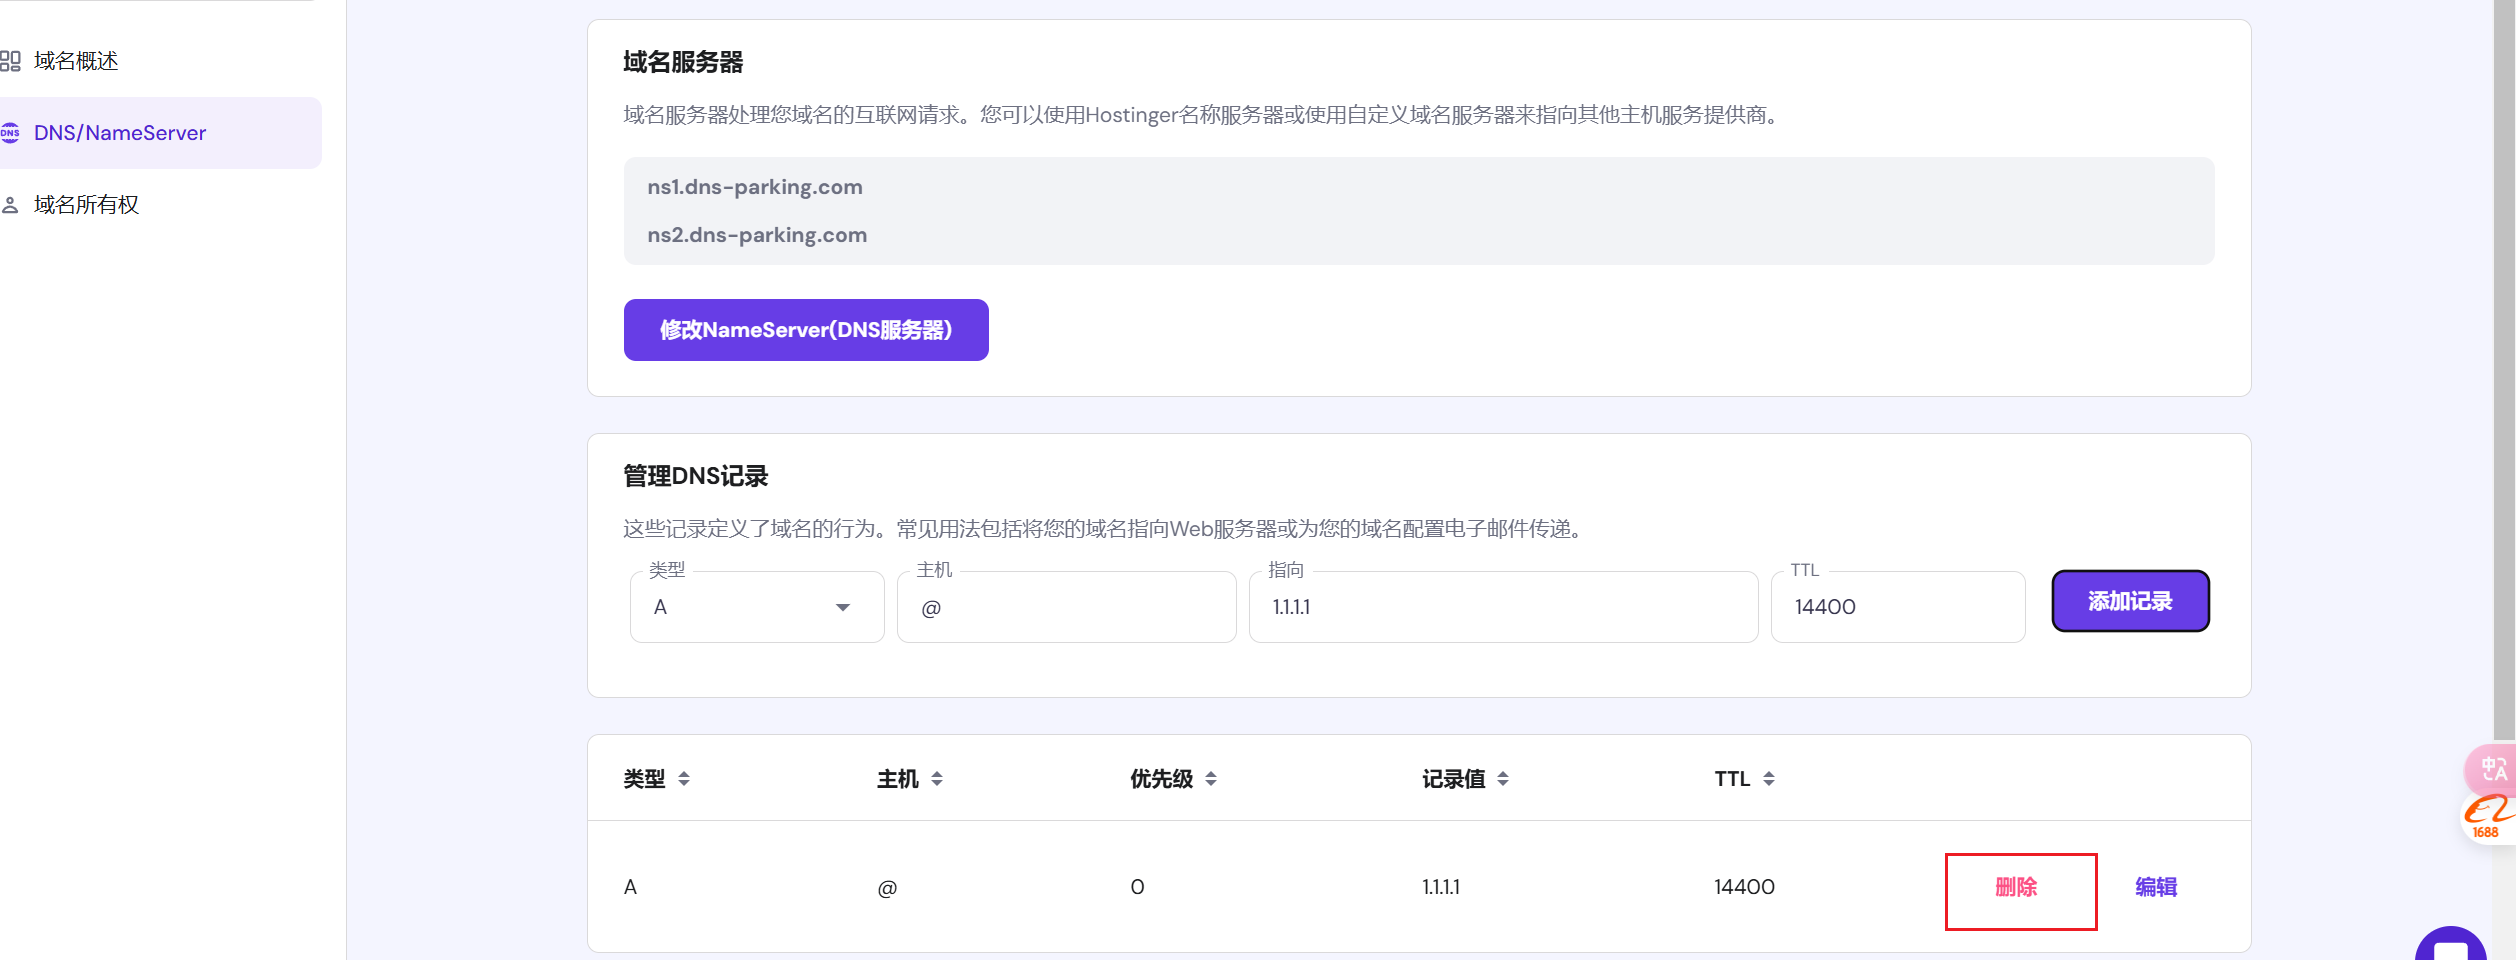 域名概述
DNS/NameServer
域名所有权
域名服务器
域名服务器处理您域名的互联网请求。您可以使用Hostinger名称服务器或使用自定义域名服务器来指向其他主机服务提供商。
ns1.dns-parking.com
ns2.dns-parking.com
修改NameServer(DNS服务器)
管理DNS记录
这些记录定义了域名的行为。常见用法包括将您的域名指向Web服务器或为您的域名配置电子邮件传递。
类型 主机 指向 TTL
A @ 1.1.1.1 14400 添加记录
类型 主机 优先级 记录值 TTL
A @ 0 1.1.1.1 14400 删除 编辑
中A
1688